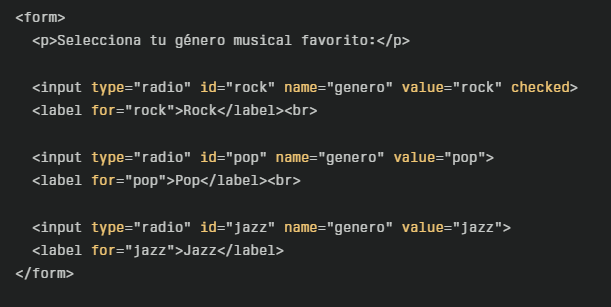 <form>
<p>Selecciona tu género musical favorito:</p>
<input type="radio" id="rock" name="genero" value="rock" checked>
<label for="rock">Rock</label><br>
<input type="radio" id="pop" name="genero" value="pop">
<label for="pop">Pop</label><br>
<input type="radio" id="jazz" name="genero" value="jazz">
<label for="jazz">Jazz</label>
</form>